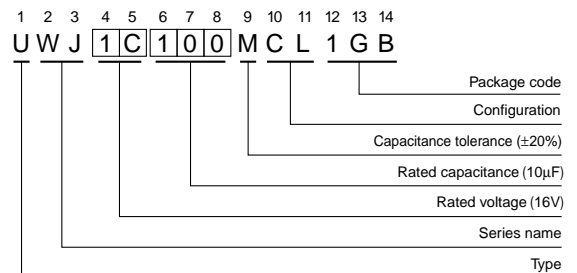 1 2 3 4 5 6 7 8 9 10 11 12 13 14
U W J 1 C 1 0 0 M C L 1 G B
Package code
Configuration
Capacitance tolerance (±20%)
Rated capacitance (10μF)
Rated voltage (16V)
Series name
Type